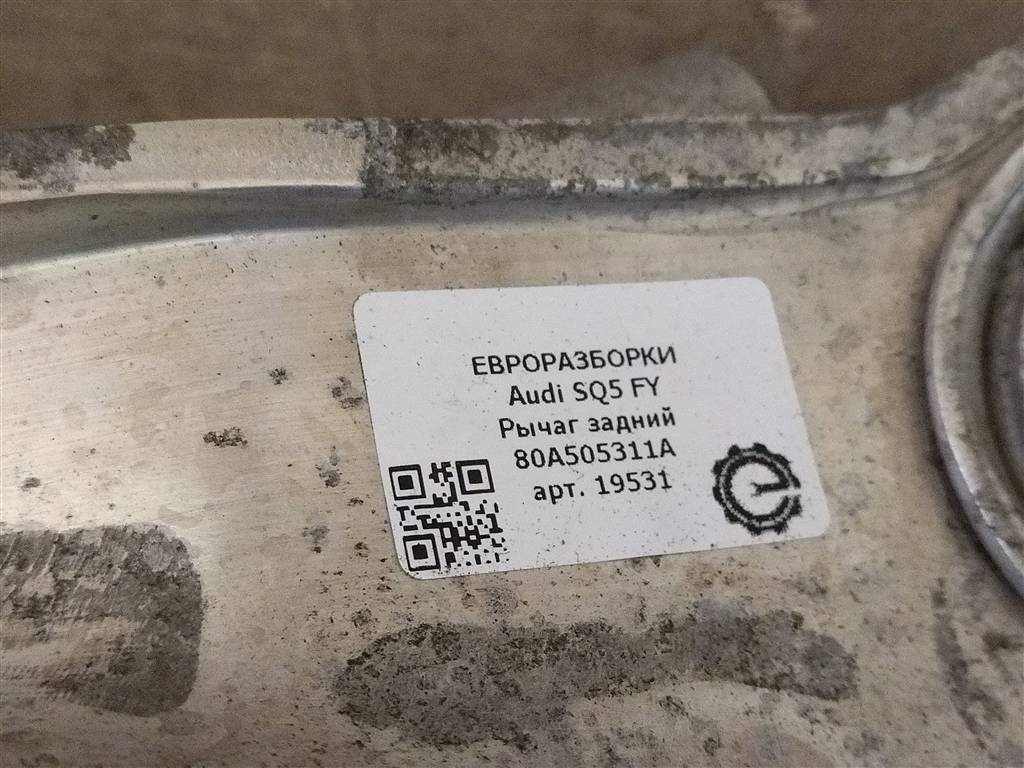 ЕВРОРАЗБОРКИ
Audi SQ5 FY
Рычаг задний
80A505311A
арт. 19531